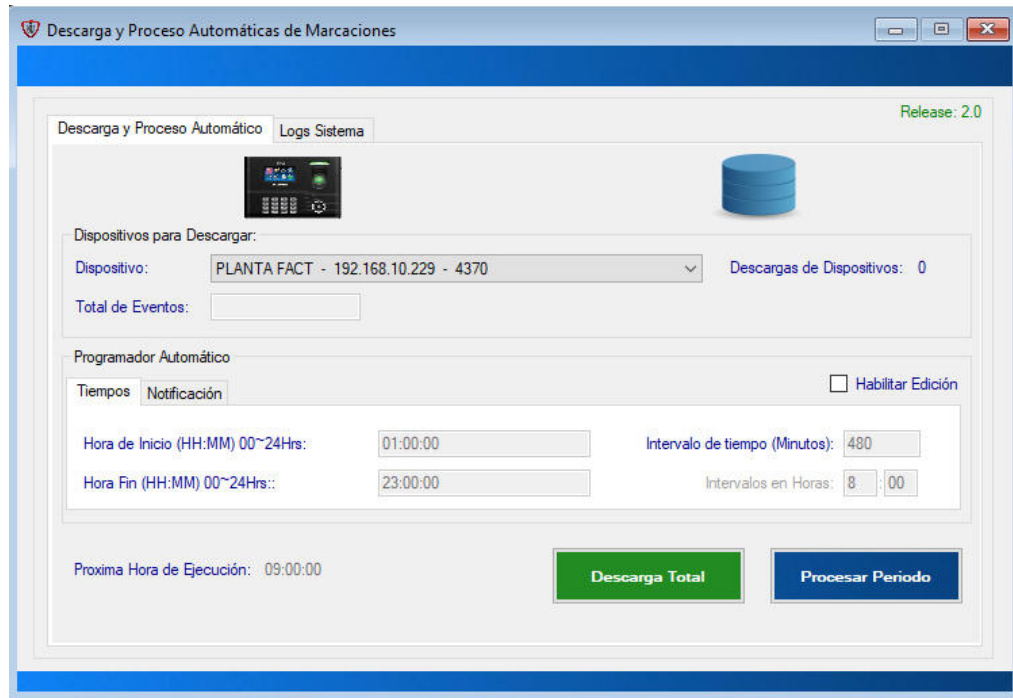 Descarga y Proceso Automáticas de Marcaciones
Release: 2.0
Descarga y Proceso Automático Logs Sistema
Dispositivos para Descargar:
Dispositivo: PLANTA FACT - 192.168.10.229 - 4370 Descargas de Dispositivos: 0
Total de Eventos:
Programador Automático
Tiempos Notificación Habilitar Edición
Hora de Inicio (HH:MM) 00~24Hrs: 01:00:00 Intervalo de tiempo (Minutos): 480
Hora Fin (HH:MM) 00~24Hrs:: 23:00:00 Intervalos en Horas: 8 : 00
Proxima Hora de Ejecución: 09:00:00 Descarga Total Procesar Periodo